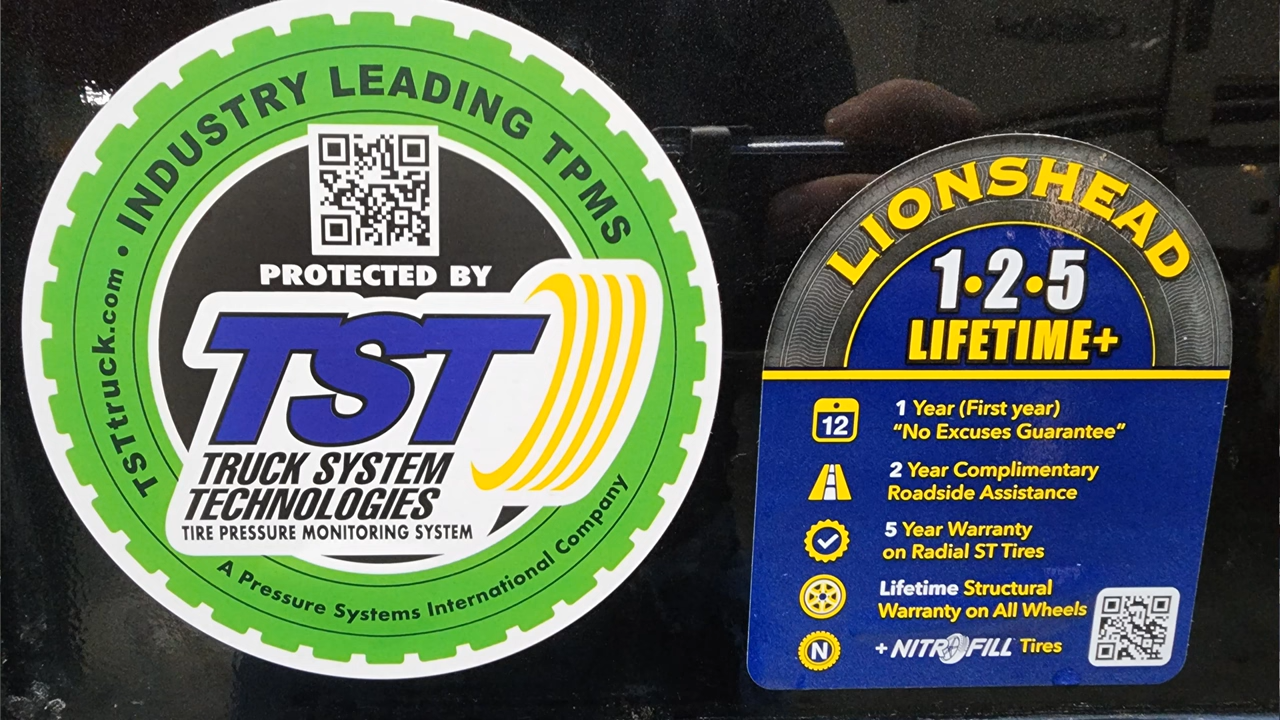 INDUSTRY LEADING TPMS
TSTtruck.com •
PROTECTED BY
TST
TRUCK SYSTEM
TECHNOLOGIES
TIRE PRESSURE MONITORING SYSTEM
A Pressure Systems International Company
LIONSHEAD
1•2•5
LIFETIME+
12
1 Year (First year)
"No Excuses Guarantee"
2 Year Complimentary
Roadside Assistance
5 Year Warranty
on Radial ST Tires
Lifetime Structural
Warranty on All Wheels
N
+ NITROFILL Tires